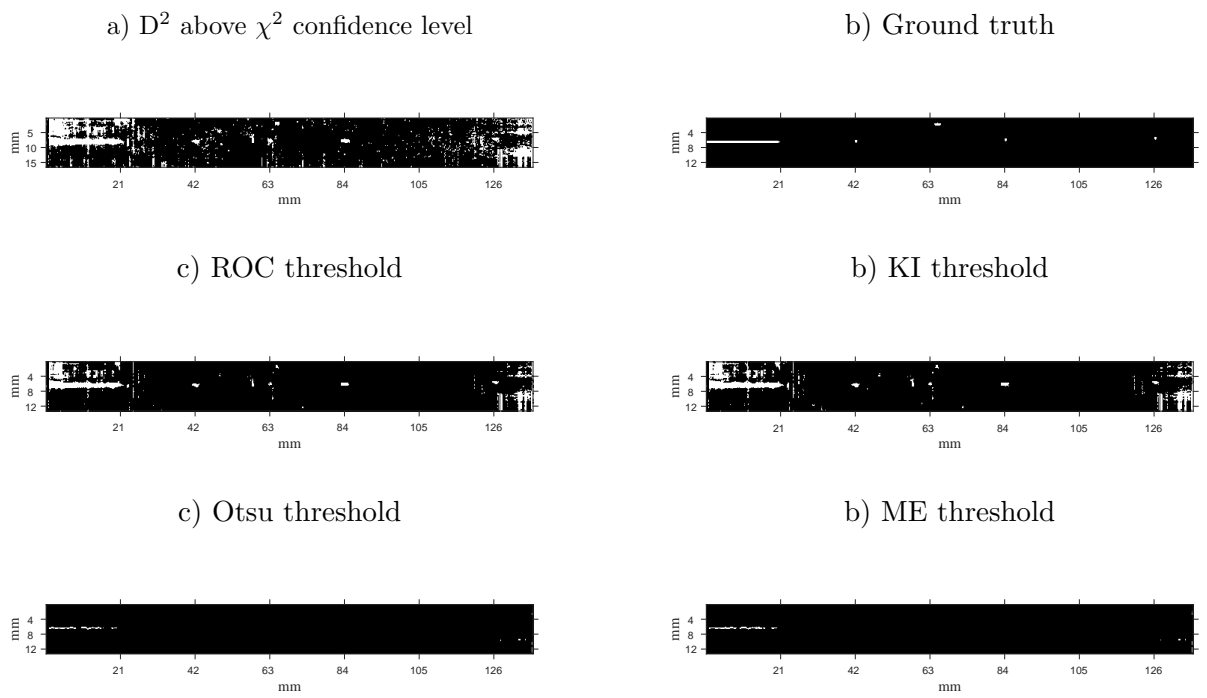 a) D² above χ² confidence level
b) Ground truth
mm
5
10
15
21 42 63 84 105 126
mm
mm
4
8
12
21 42 63 84 105 126
mm
c) ROC threshold
b) KI threshold
mm
4
8
12
21 42 63 84 105 126
mm
mm
4
8
12
21 42 63 84 105 126
mm
c) Otsu threshold
b) ME threshold
mm
4
8
12
21 42 63 84 105 126
mm
mm
4
8
12
21 42 63 84 105 126
mm